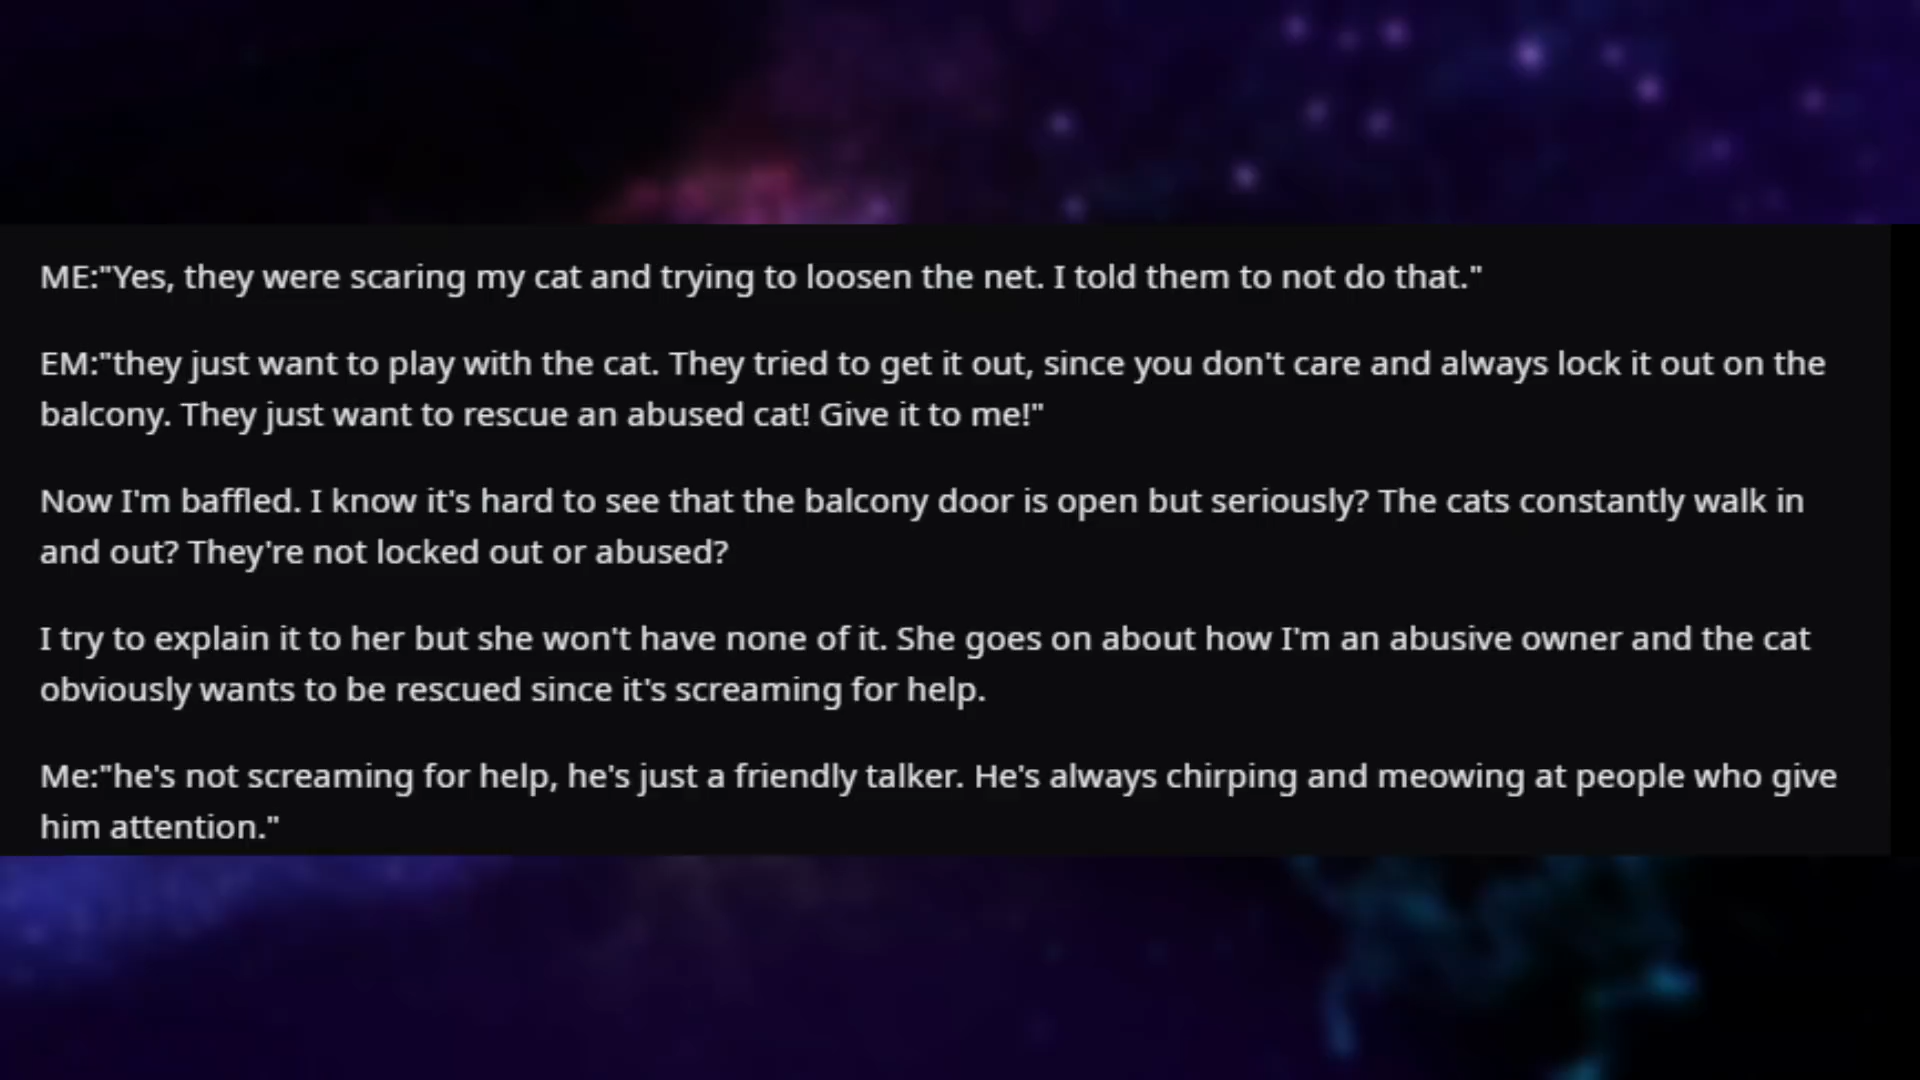 ME:"Yes, they were scaring my cat and trying to loosen the net. I told them to not do that."
EM:"they just want to play with the cat. They tried to get it out, since you don't care and always lock it out on the
balcony. They just want to rescue an abused cat! Give it to me!"
Now I'm baffled. I know it's hard to see that the balcony door is open but seriously? The cats constantly walk in
and out? They're not locked out or abused?
I try to explain it to her but she won't have none of it. She goes on about how I'm an abusive owner and the cat
obviously wants to be rescued since it's screaming for help.
Me:"he's not screaming for help, he's just a friendly talker. He's always chirping and meowing at people who give
him attention."